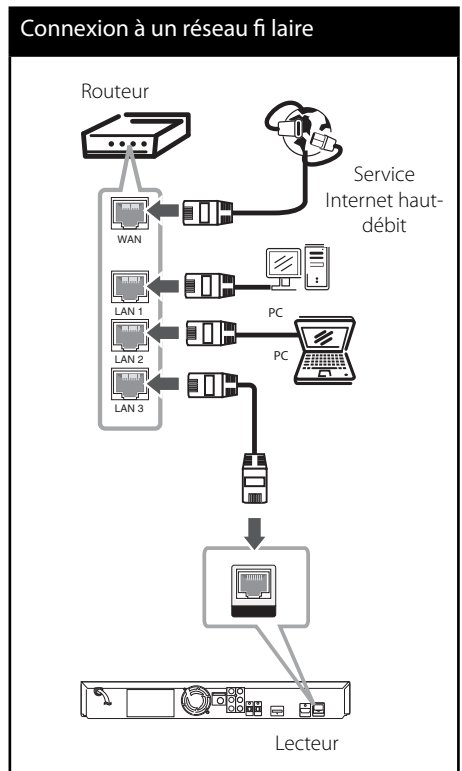 Connexion à un réseau fi laire
Routeur
Service
Internet haut-
débit
WAN
LAN 1
PC
LAN 2
PC
LAN 3
Lecteur